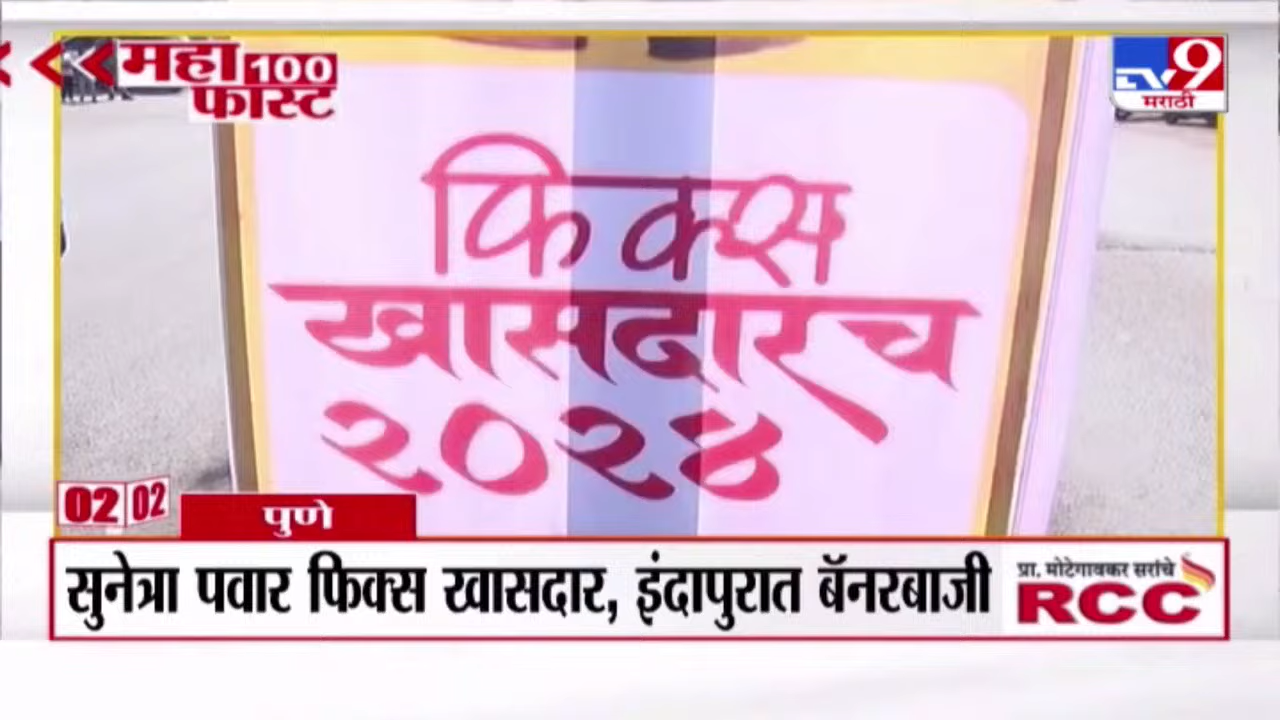 महा 100
फास्ट
TV9
मराठी
फिक्स
खासदारच
२०२४
02 02
पुणे
सुनेत्रा पवार फिक्स खासदार, इंदापुरात बॅनरबाजी
प्रा. मोटेगावकर सरांचे
RCC